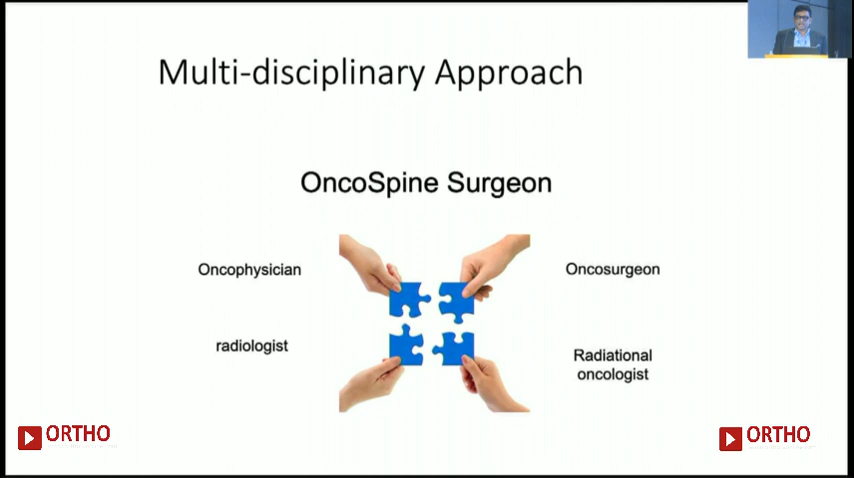 Multi-disciplinary Approach
OncoSpine Surgeon
Oncophysician
Oncosurgeon
radiologist
Radiational
oncologist
ORTHO
ORTHO